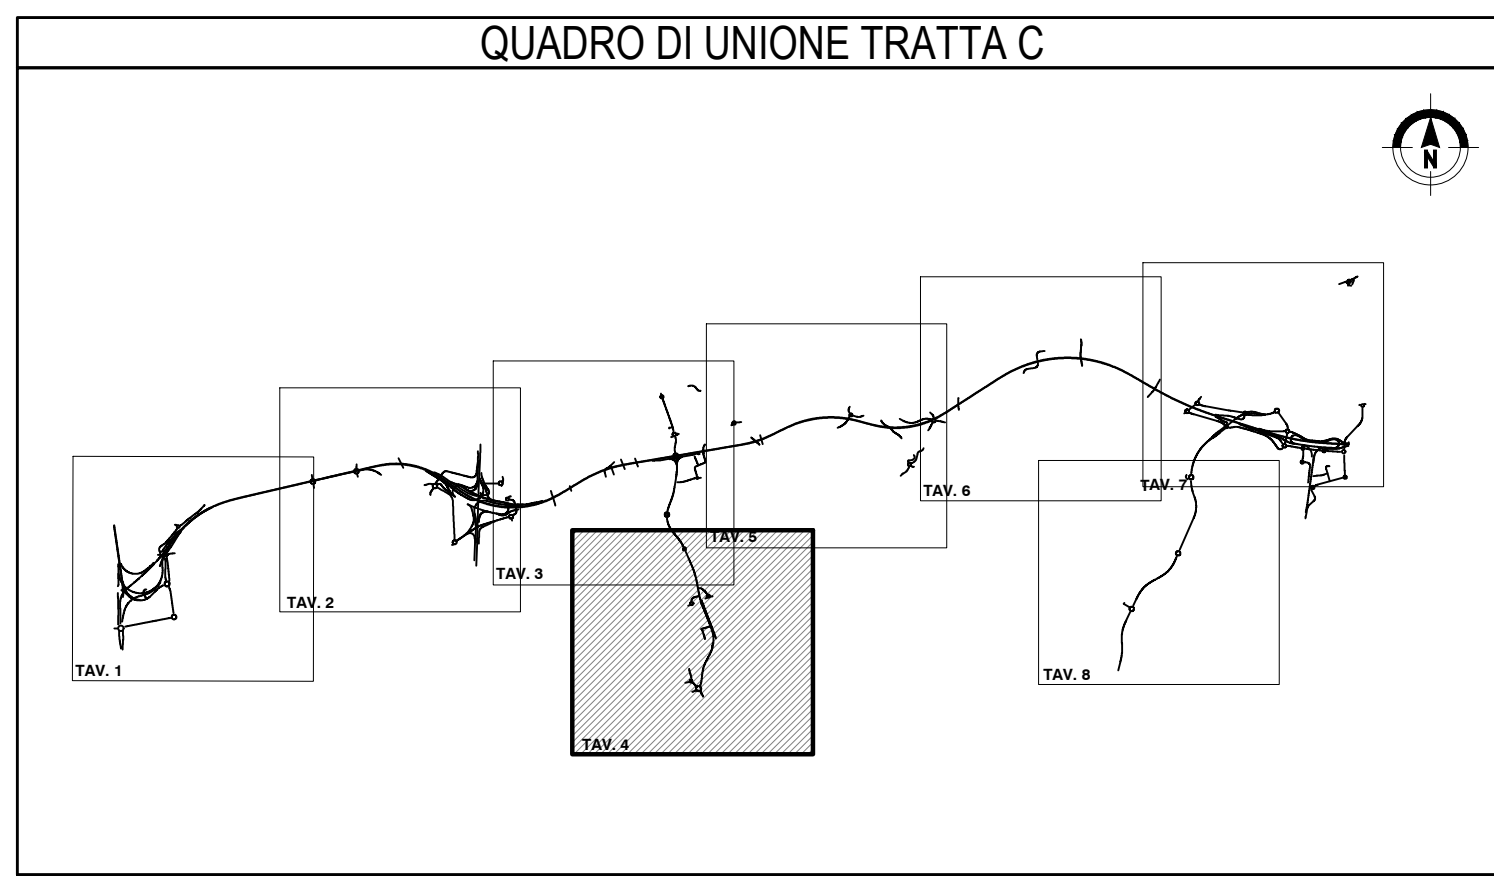 QUADRO DI UNIONE TRATTA C
N
TAV. 1
TAV. 2
TAV. 3
TAV. 4
TAV. 5
TAV. 6
TAV. 7
TAV. 8